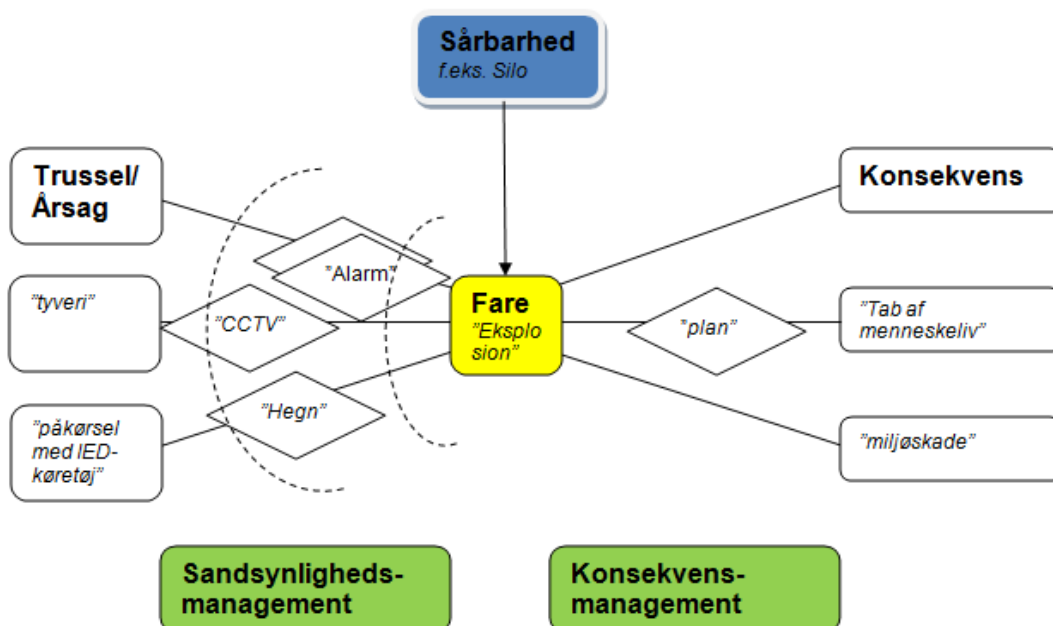 Sårbarhed
f.eks. Silo
Trussel/
Årsag
Konsekvens
"Alarm"
"tyveri"
"CCTV"
Fare
"Eksplo
sion"
"plan"
"Tab af
menneskeliv"
"Hegn"
"påkørsel
med IED-
køretøj"
"miljøskade"
Sandsynligheds-
management
Konsekvens-
management